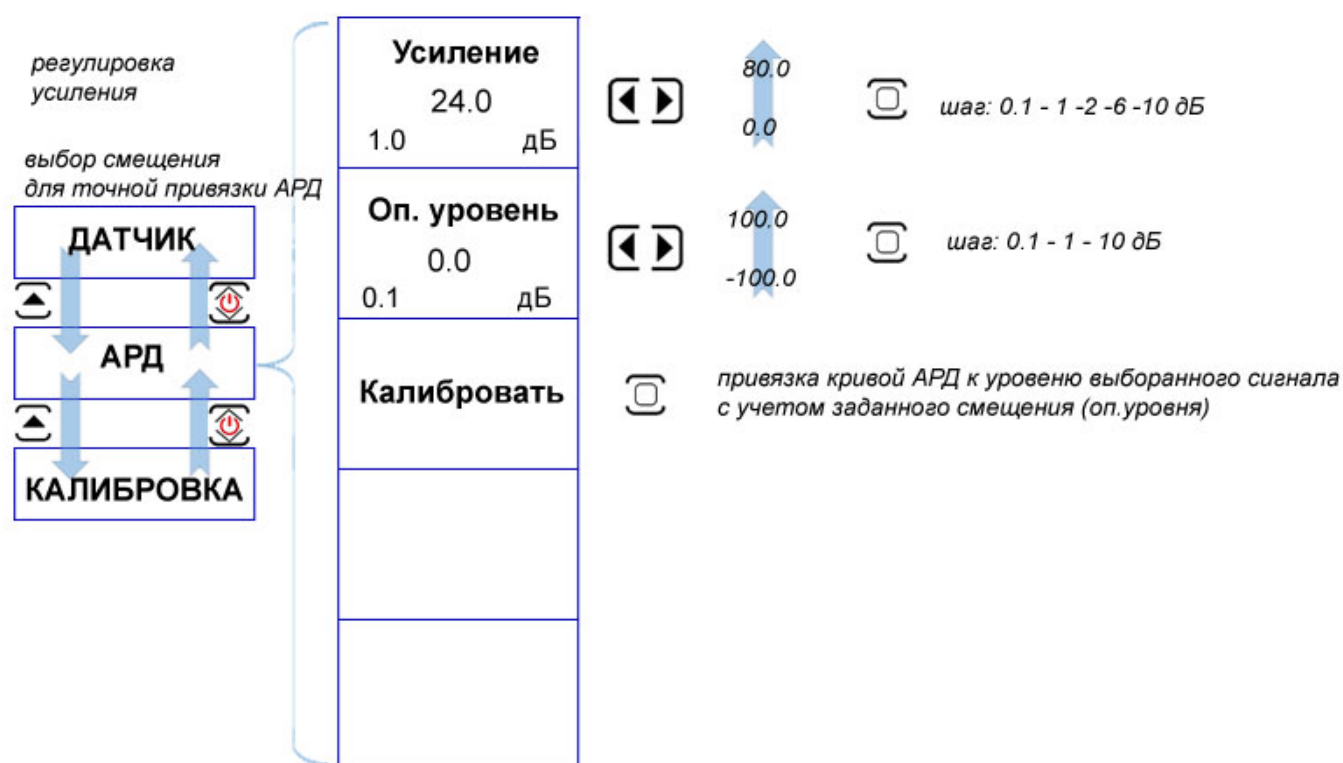 регулировка
усиления
выбор смещения
для точной привязки АРД
ДАТЧИК
АРД
КАЛИБРОВКА
Усиление
24.0
1.0 дБ
80.0
0.0
шаг: 0.1 - 1 -2 -6 -10 дБ
Оп. уровень
0.0
0.1 дБ
100.0
-100.0
шаг: 0.1 - 1 - 10 дБ
Калибровать
привязка кривой АРД к уровеню выборанного сигнала
с учетом заданного смещения (оп.уровня)